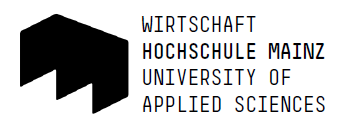 WIRTSCHAFT
HOCHSCHULE MAINZ
UNIVERSITY OF
APPLIED SCIENCES